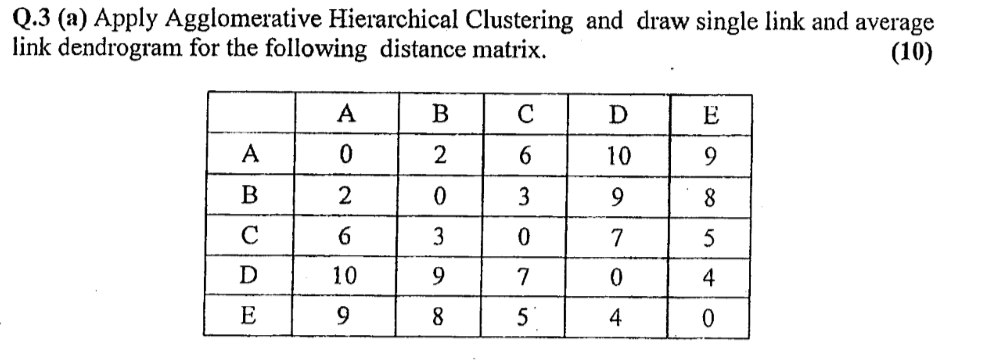 Q.3 (a) Apply Agglomerative Hierarchical Clustering and draw single link and average
link dendrogram for the following distance matrix. (10)
A B C D E
A 0 2 6 10 9
B 2 0 3 9 8
C 6 3 0 7 5
D 10 9 7 0 4
E 9 8 5 4 0